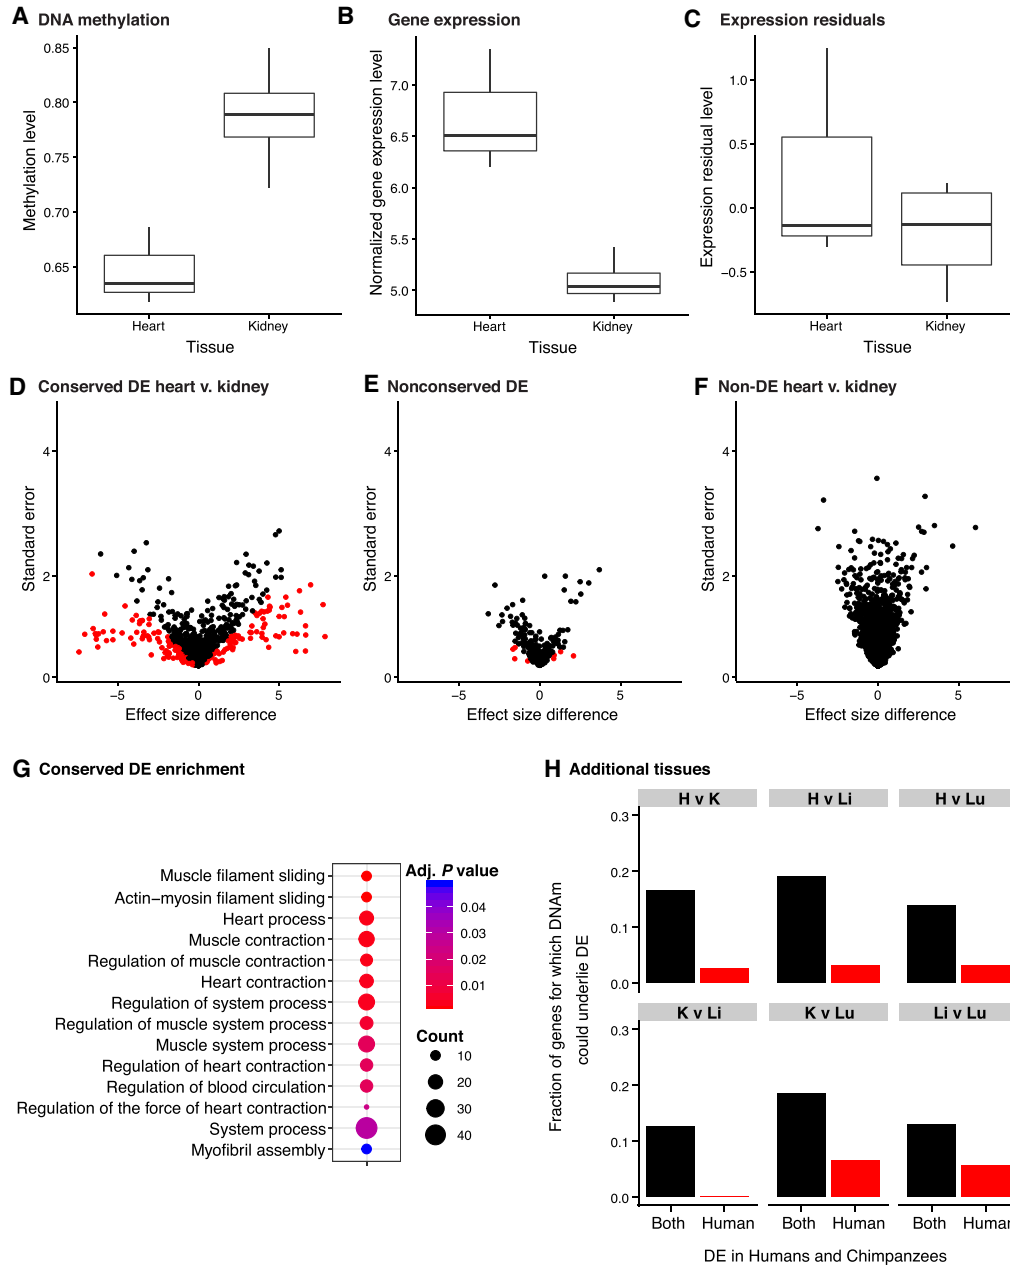 A DNA methylation
Methylation level
0.85
0.80
0.75
0.70
0.65
Heart
Kidney
Tissue
B Gene expression
Normalized gene expression level
7.0
6.5
6.0
5.5
5.0
Heart
Kidney
Tissue
C Expression residuals
Expression residual level
1.0
0.5
0.0
−0.5
Heart
Kidney
Tissue
D Conserved DE heart v. kidney
Standard error
4
2
0
−5
0
5
Effect size difference
E Nonconserved DE
Standard error
4
2
0
−5
0
5
Effect size difference
F Non-DE heart v. kidney
Standard error
4
2
0
−5
0
5
Effect size difference
G Conserved DE enrichment
Muscle filament sliding
Actin−myosin filament sliding
Heart process
Muscle contraction
Regulation of muscle contraction
Heart contraction
Regulation of system process
Regulation of muscle system process
Muscle system process
Regulation of heart contraction
Regulation of blood circulation
Regulation of the force of heart contraction
System process
Myofibril assembly
Adj. P value
0.04
0.03
0.02
0.01
Count
10
20
30
40
H Additional tissues
Fraction of genes for which DNAm
could underlie DE
H v K
H v Li
H v Lu
0.3
0.2
0.1
0.0
K v Li
K v Lu
Li v Lu
0.3
0.2
0.1
0.0
Both
Human
Both
Human
Both
Human
DE in Humans and Chimpanzees